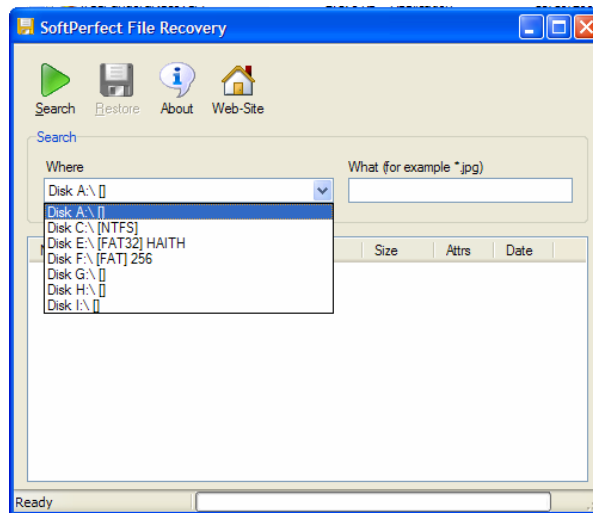 SoftPerfect File Recovery
Search Restore About Web-Site
Search
Where What (for example *.jpg)
Disk A:\ []
Disk A:\ []
Disk C:\ [NTFS]
Disk E:\ [FAT32] HAITH
Disk F:\ [FAT] 256
Disk G:\ []
Disk H:\ []
Disk I:\ []
Size Attrs Date
Ready